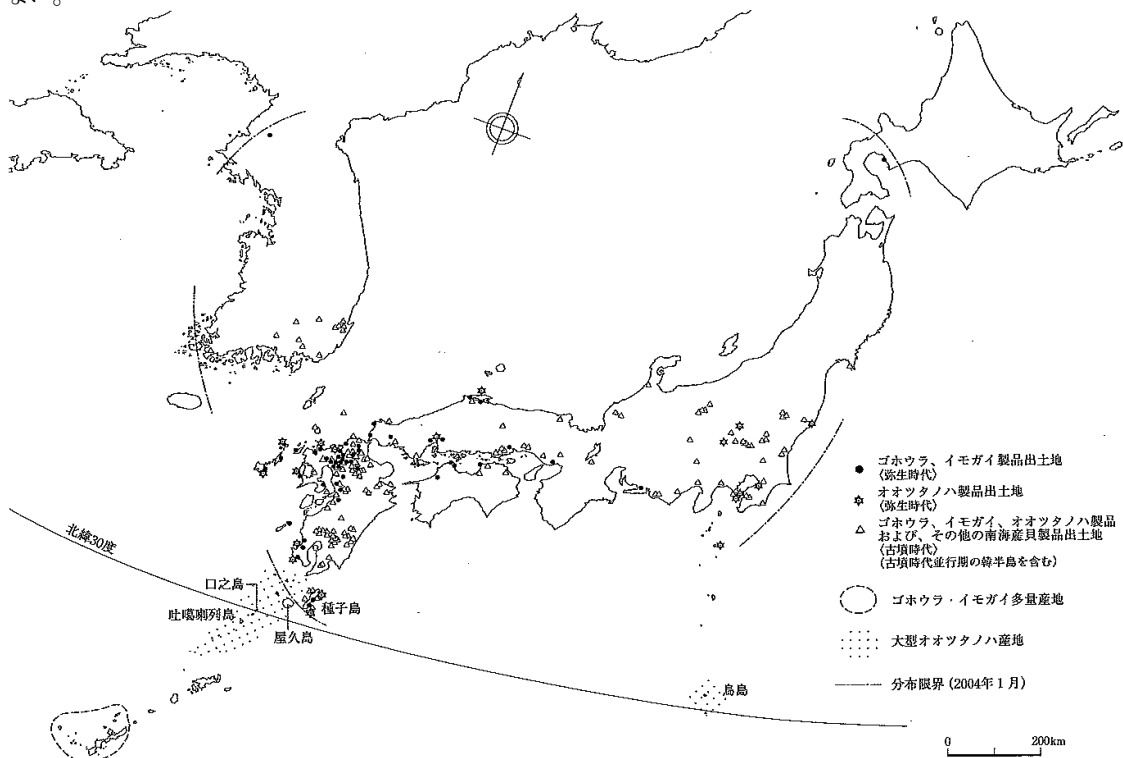 よい。
北緯30度
口之島
吐噶喇列島
屋久島
種子島
鳥島
ゴホウラ、イモガイ製品出土地
〈弥生時代〉
オオツタノハ製品出土地
〈弥生時代〉
ゴホウラ、イモガイ、オオツタノハ製品
および、その他の南海産貝製品出土地
〈古墳時代〉
(古墳時代並行期の韓半島を含む)
ゴホウラ・イモガイ多量産地
大型オオツタノハ産地
分布限界 (2004年1月)
0 200km